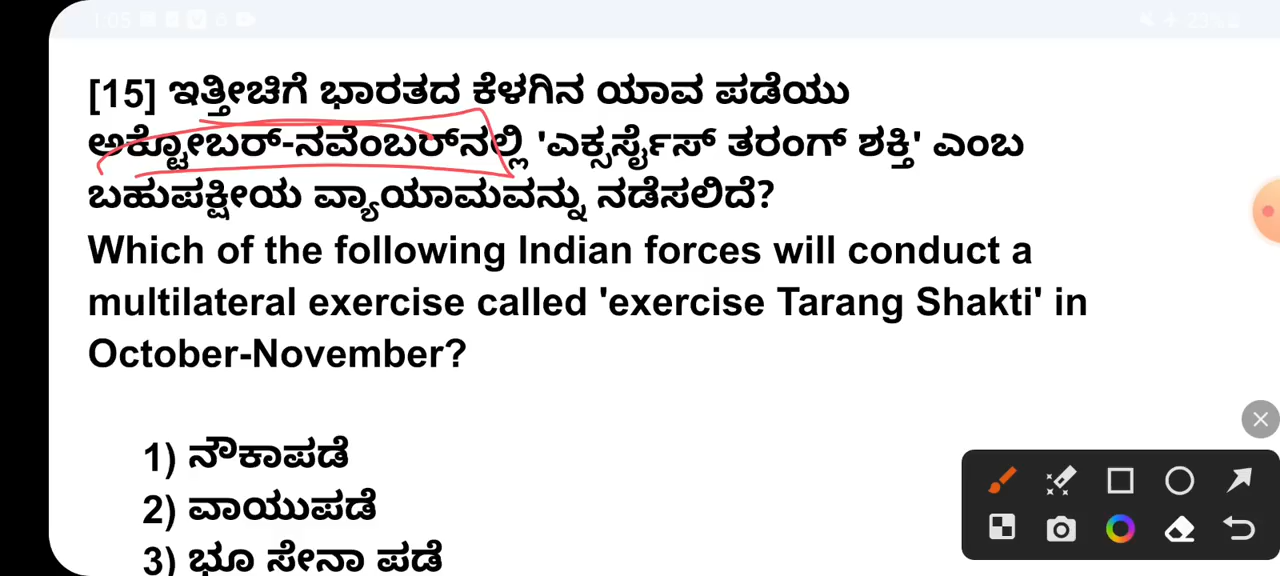 1:05
[15] ಇತ್ತೀಚಿಗೆ ಭಾರತದ ಕೆಳಗಿನ ಯಾವ ಪಡೆಯು
ಅಕ್ಟೋಬರ್-ನವೆಂಬರ್‌ನಲ್ಲಿ 'ಎಕ್ಸರ್ಸೈಸ್ ತರಂಗ್ ಶಕ್ತಿ' ಎಂಬ
ಬಹುಪಕ್ಷೀಯ ವ್ಯಾಯಾಮವನ್ನು ನಡೆಸಲಿದೆ?
Which of the following Indian forces will conduct a
multilateral exercise called 'exercise Tarang Shakti' in
October-November?
1) ನೌಕಾಪಡೆ
2) ವಾಯುಪಡೆ
3) ಭೂ ಸೇನಾ ಪಡೆ